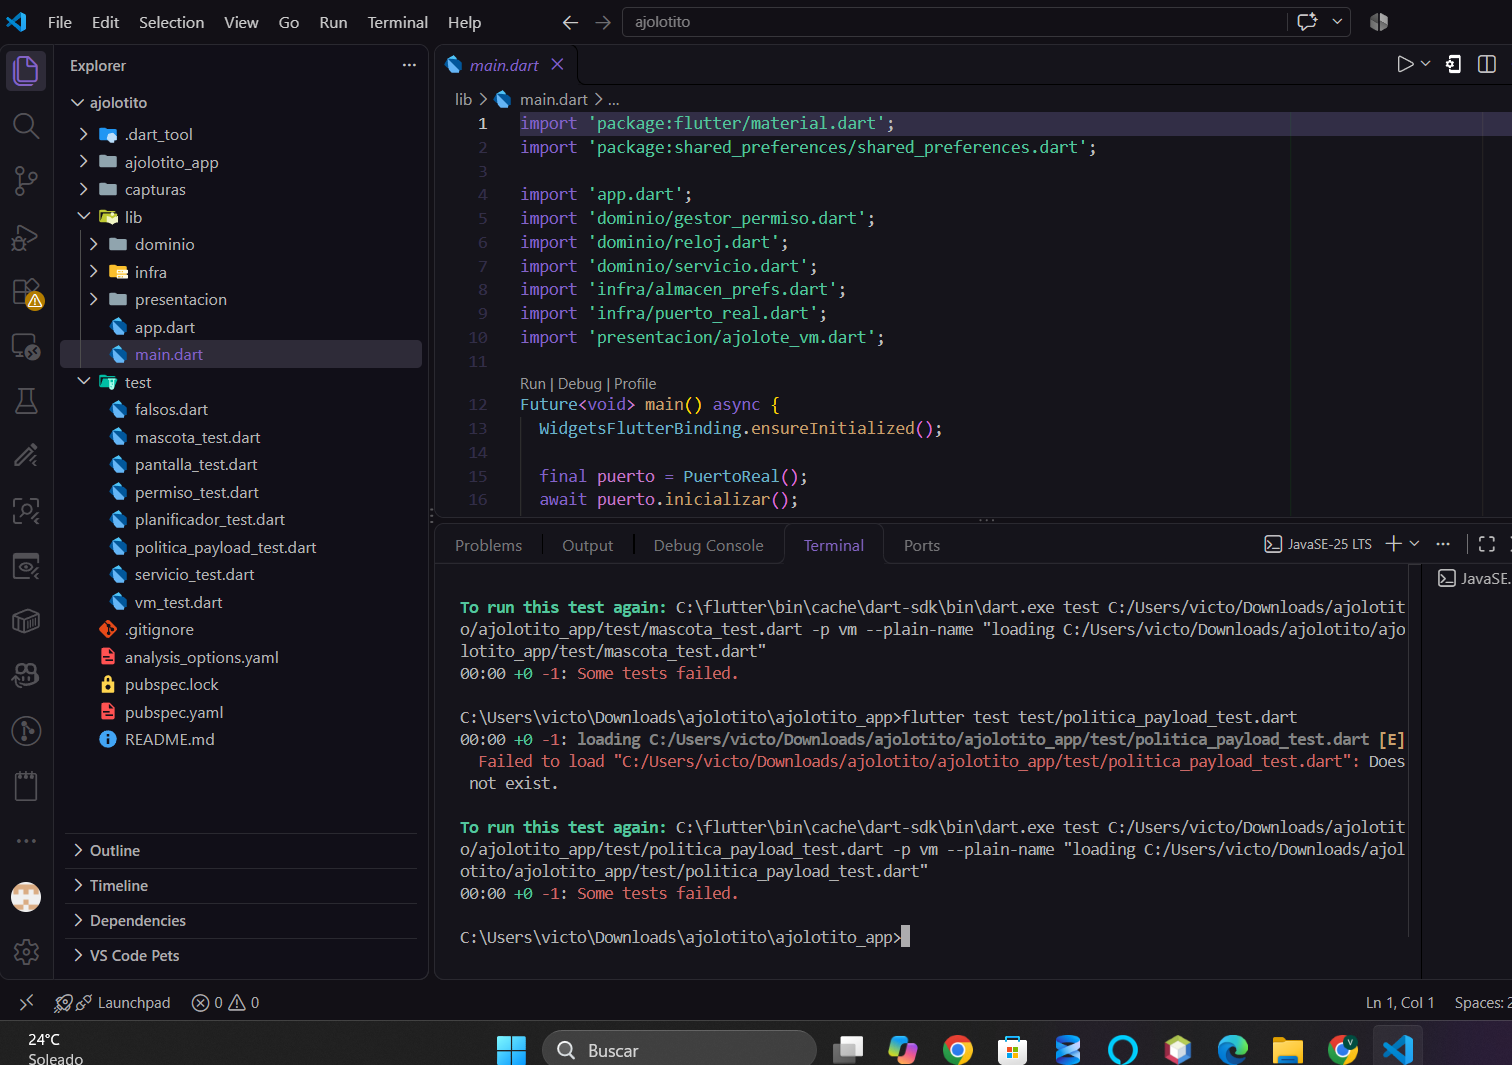 File Edit Selection View Go Run Terminal Help
ajolotito
Explorer
ajolotito
.dart_tool
ajolotito_app
capturas
lib
dominio
infra
presentacion
app.dart
main.dart
test
falsos.dart
mascota_test.dart
pantalla_test.dart
permiso_test.dart
planificador_test.dart
politica_payload_test.dart
servicio_test.dart
vm_test.dart
.gitignore
analysis_options.yaml
pubspec.lock
pubspec.yaml
README.md
Outline
Timeline
Dependencies
VS Code Pets
main.dart
lib > main.dart > ...
1 import 'package:flutter/material.dart';
2 import 'package:shared_preferences/shared_preferences.dart';
3
4 import 'app.dart';
5 import 'dominio/gestor_permiso.dart';
6 import 'dominio/reloj.dart';
7 import 'dominio/servicio.dart';
8 import 'infra/almacen_prefs.dart';
9 import 'infra/puerto_real.dart';
10 import 'presentacion/ajolote_vm.dart';
11
Run | Debug | Profile
12 Future<void> main() async {
13 WidgetsFlutterBinding.ensureInitialized();
14
15 final puerto = PuertoReal();
16 await puerto.inicializar();
Problems Output Debug Console Terminal Ports
JavaSE-25 LTS
JavaSE.
To run this test again: C:\flutter\bin\cache\dart-sdk\bin\dart.exe test C:/Users/victo/Downloads/ajolotit
o/ajolotito_app/test/mascota_test.dart -p vm --plain-name "loading C:/Users/victo/Downloads/ajolotito/ajo
lotito_app/test/mascota_test.dart"
00:00 +0 -1: Some tests failed.
C:\Users\victo\Downloads\ajolotito\ajolotito_app>flutter test test/politica_payload_test.dart
00:00 +0 -1: loading C:/Users/victo/Downloads/ajolotito/ajolotito_app/test/politica_payload_test.dart [E]
Failed to load "C:/Users/victo/Downloads/ajolotito/ajolotito_app/test/politica_payload_test.dart": Does
not exist.
To run this test again: C:\flutter\bin\cache\dart-sdk\bin\dart.exe test C:/Users/victo/Downloads/ajolotit
o/ajolotito_app/test/politica_payload_test.dart -p vm --plain-name "loading C:/Users/victo/Downloads/ajol
otito/ajolotito_app/test/politica_payload_test.dart"
00:00 +0 -1: Some tests failed.
C:\Users\victo\Downloads\ajolotito\ajolotito_app>
Launchpad 0 0
Ln 1, Col 1 Spaces: 2
24°C
Soleado
Buscar